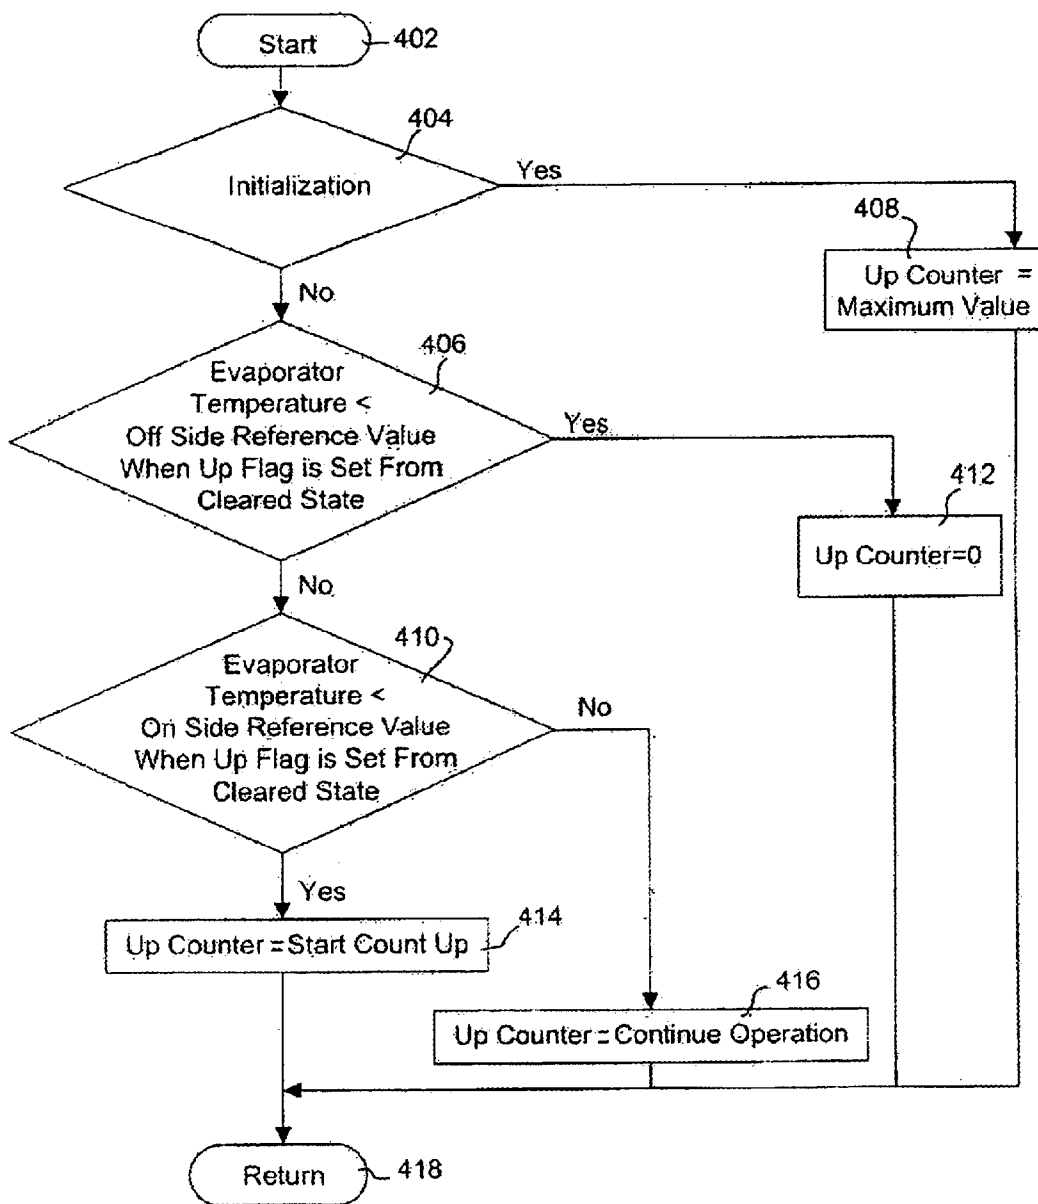 Start
402
404
Initialization
Yes
408
Up Counter =
Maximum Value
No
406
Evaporator
Temperature <
Off Side Reference Value
When Up Flag is Set From
Cleared State
Yes
412
Up Counter=0
No
410
Evaporator
Temperature <
On Side Reference Value
When Up Flag is Set From
Cleared State
No
Yes
Up Counter = Start Count Up
414
416
Up Counter = Continue Operation
Return
418